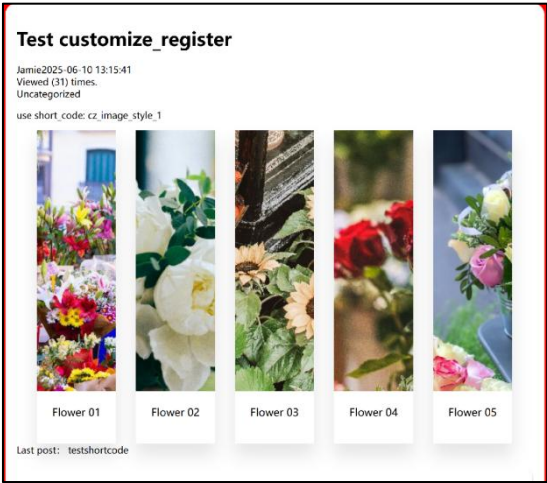 Test customize_register
Jamie2025-06-10 13:15:41
Viewed (31) times.
Uncategorized
use short_code: cz_image_style_1
Flower 01
Flower 02
Flower 03
Flower 04
Flower 05
Last post: testshortcode